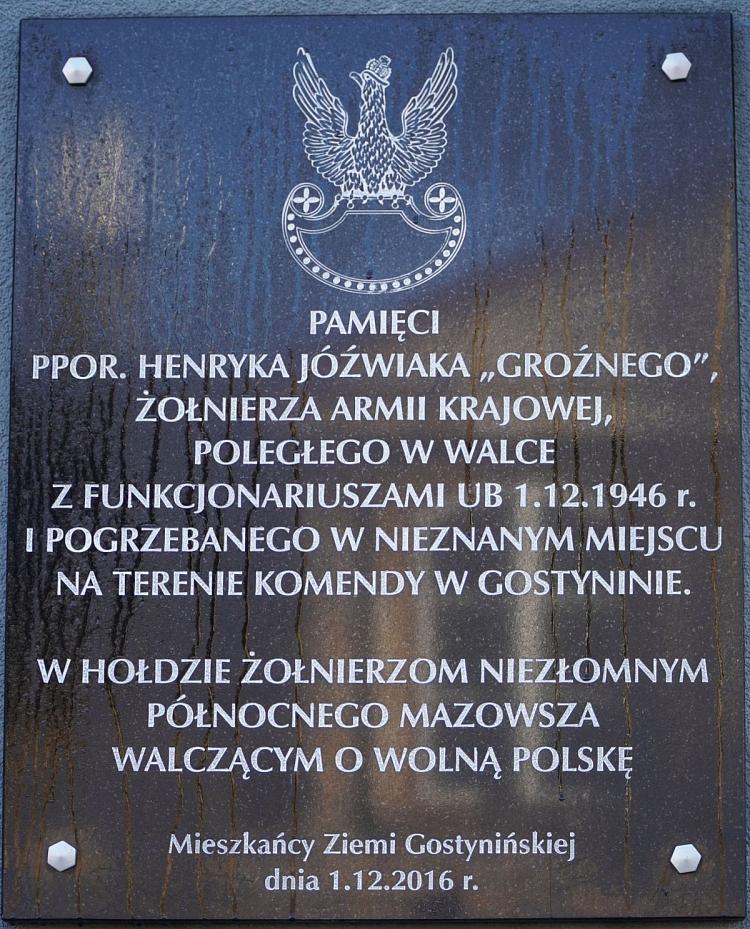 PAMIĘCI
PPOR. HENRYKA JÓŹWIAKA „GROŹNEGO”,
ŻOŁNIERZA ARMII KRAJOWEJ,
POLEGŁEGO W WALCE
Z FUNKCJONARIUSZAMI UB 1.12.1946 r.
I POGRZEBANEGO W NIEZNANYM MIEJSCU
NA TERENIE KOMENDY W GOSTYNINIE.
W HOŁDZIE ŻOŁNIERZOM NIEZŁOMNYM
PÓŁNOCNEGO MAZOWSZA
WALCZĄCYM O WOLNĄ POLSKĘ
Mieszkańcy Ziemi Gostynińskiej
dnia 1.12.2016 r.